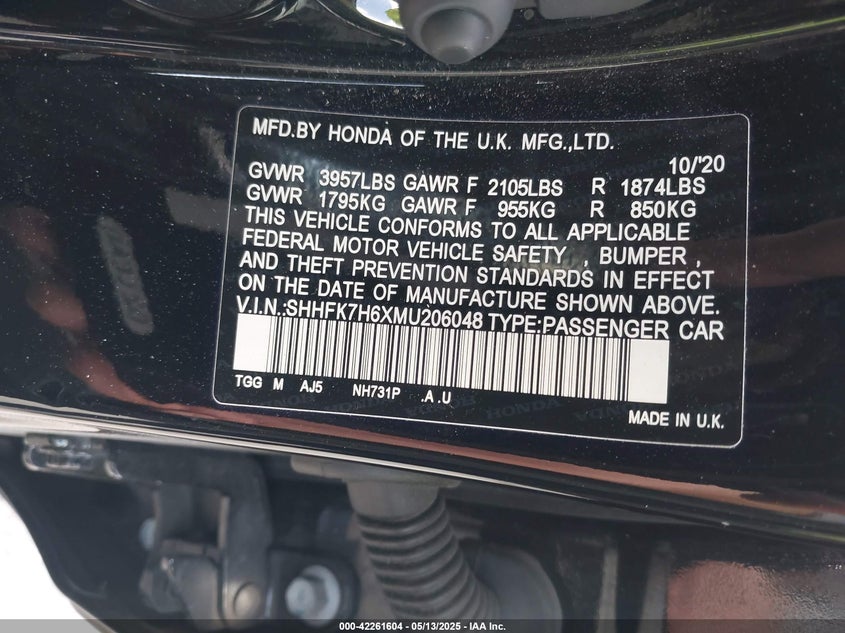 MFD.BY HONDA OF THE U.K. MFG.,LTD.
10/'20
GVWR 3957LBS GAWR F 2105LBS R 1874LBS
GVWR 1795KG GAWR F 955KG R 850KG
THIS VEHICLE CONFORMS TO ALL APPLICABLE
FEDERAL MOTOR VEHICLE SAFETY , BUMPER ,
AND THEFT PREVENTION STANDARDS IN EFFECT
ON THE DATE OF MANUFACTURE SHOWN ABOVE.
V.I.N.:SHHFK7H6XMU206048 TYPE:PASSENGER CAR
TGG M AJ5 NH731P .A .U
MADE IN U.K.
000-42261604 - 05/13/2025 - IAA Inc.